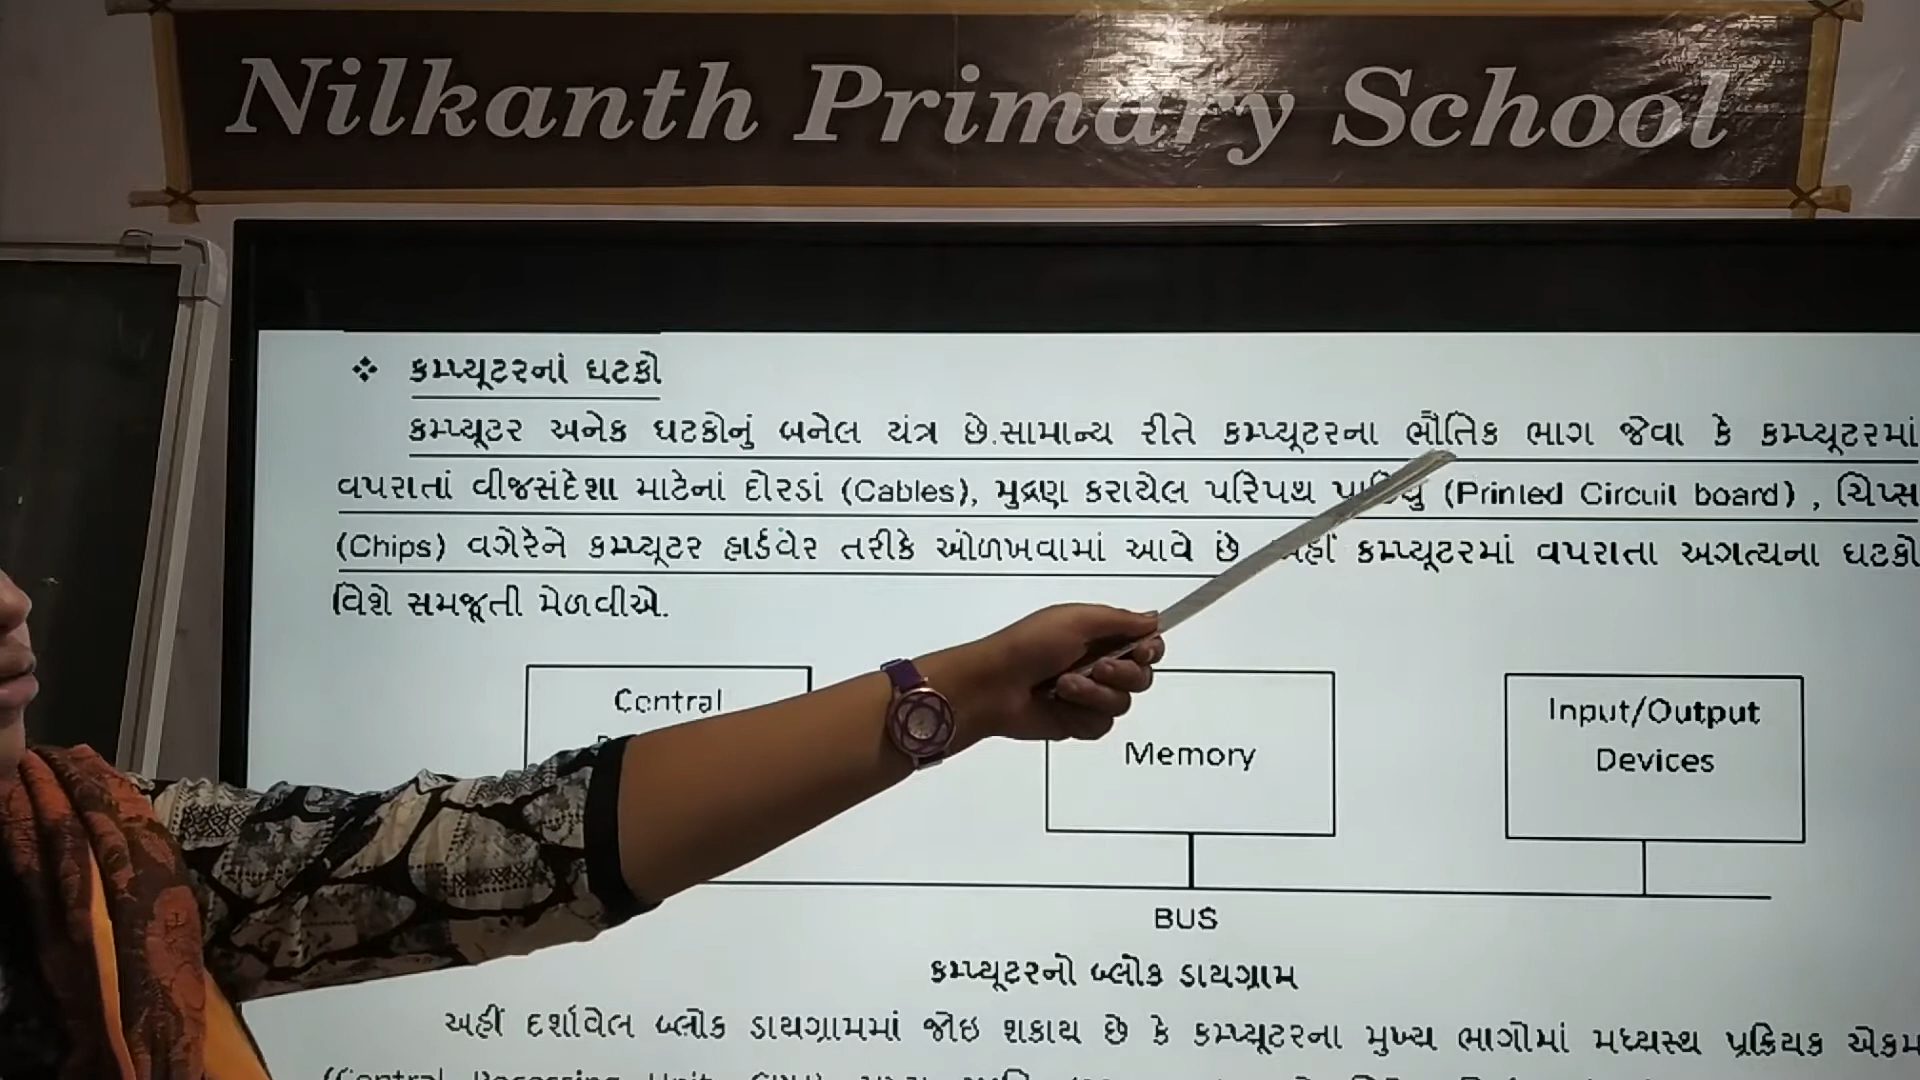 Nilkanth Primary School
❖ કમ્પ્યૂટરનાં ઘટકો
કમ્પ્યૂટર અનેક ઘટકોનું બનેલ યંત્ર છે.સામાન્ય રીતે કમ્પ્યૂટરના ભૌતિક ભાગ જેવા કે કમ્પ્યૂટરમાં
વપરાતાં વીજસંદેશા માટેનાં દોરડાં (Cables), મુદ્રણ કરાયેલ પરિપથ (Printed Circuit board) , ચિપ્સ
(Chips) વગેરેને કમ્પ્યૂટર હાર્ડવેર તરીકે ઓળખવામાં આવે છે કમ્પ્યૂટરમાં વપરાતા અગત્યના ઘટકો
વિશે સમજૂતી મેળવીએ.
Central
Memory
Input/Output
Devices
BUS
કમ્પ્યૂટરનો બ્લોક ડાયગ્રામ
અહીં દર્શાવેલ બ્લોક ડાયગ્રામમાં જોઇ શકાય છે કે કમ્પ્યૂટરના મુખ્ય ભાગોમાં મધ્યસ્થ પ્રક્રિયક એકમ